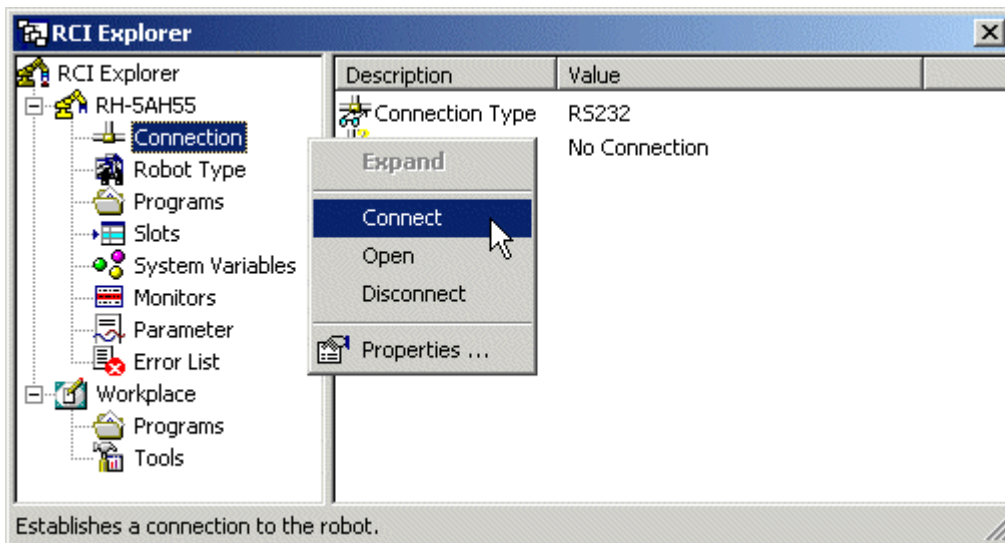 RCI Explorer
RCI Explorer
RH-5AH55
Connection
Robot Type
Programs
Slots
System Variables
Monitors
Parameter
Error List
Workplace
Programs
Tools
Description Value
Connection Type RS232
No Connection
Expand
Connect
Open
Disconnect
Properties ...
Establishes a connection to the robot.